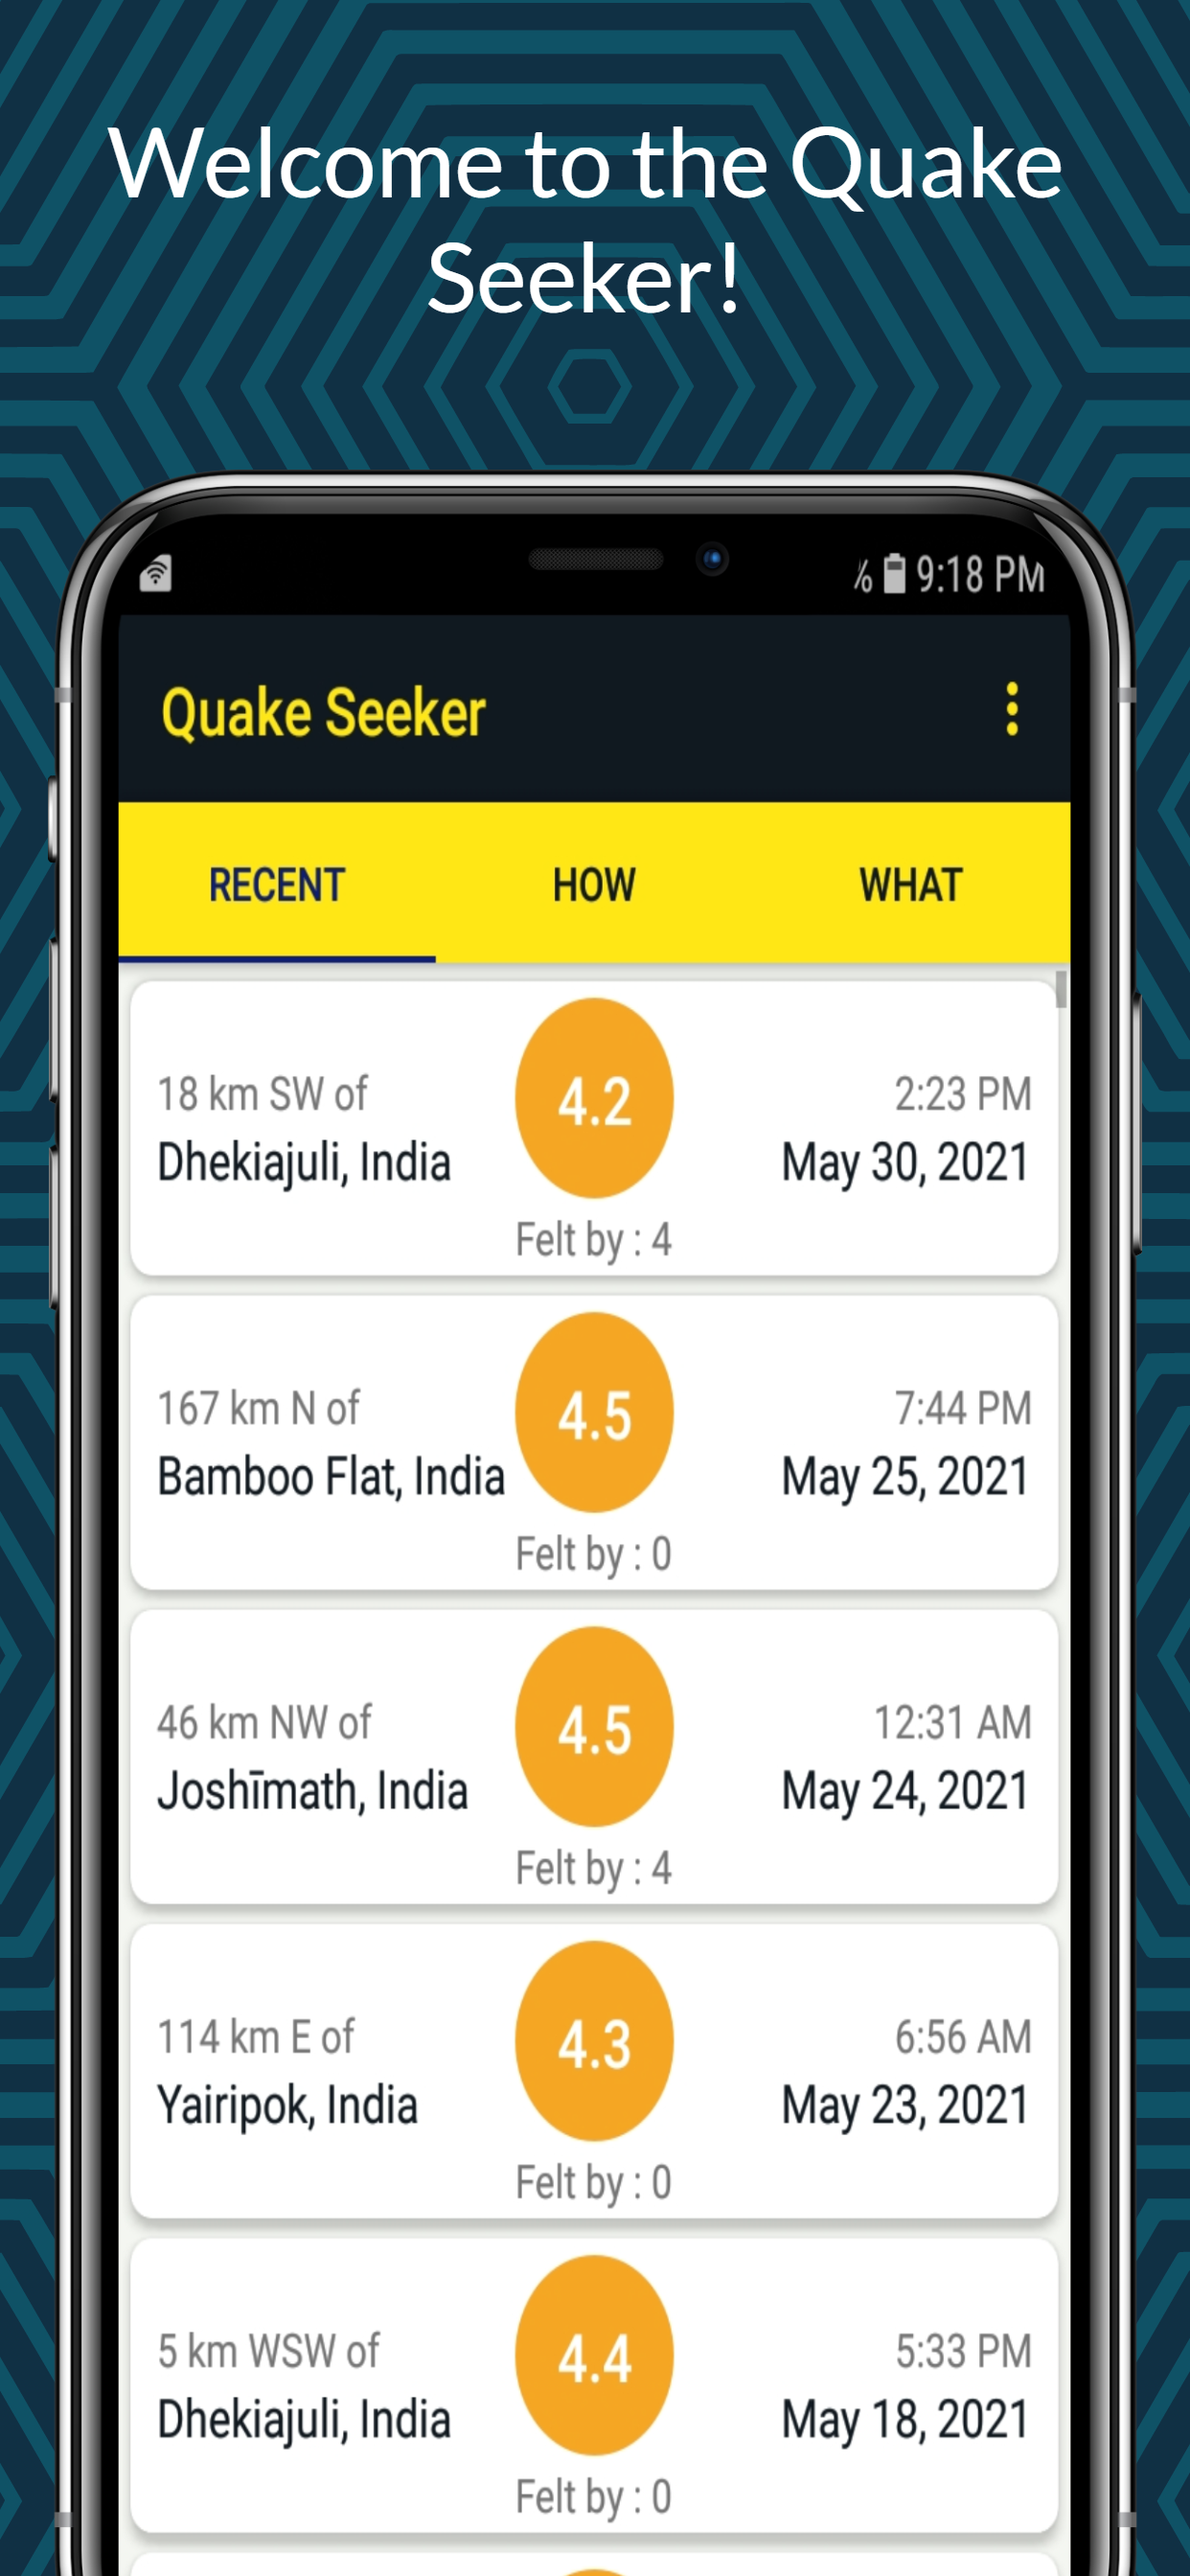 Welcome to the Quake
Seeker!
9:18 PM
Quake Seeker
RECENT HOW WHAT
18 km SW of
Dhekiajuli, India
4.2
Felt by : 4
2:23 PM
May 30, 2021
167 km N of
Bamboo Flat, India
4.5
Felt by : 0
7:44 PM
May 25, 2021
46 km NW of
Joshīmath, India
4.5
Felt by : 4
12:31 AM
May 24, 2021
114 km E of
Yairipok, India
4.3
Felt by : 0
6:56 AM
May 23, 2021
5 km WSW of
Dhekiajuli, India
4.4
Felt by : 0
5:33 PM
May 18, 2021